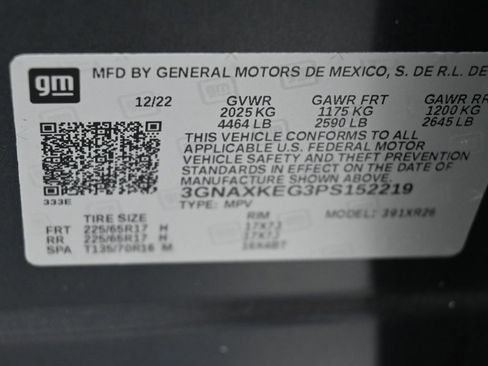 gm
MFD BY GENERAL MOTORS DE MEXICO, S. DE R.L. DE
12/22 GVWR GAWR FRT GAWR RR
2025 KG 1175 KG 1200 KG
4464 LB 2590 LB 2645 LB
THIS VEHICLE CONFORMS TO ALL
APPLICABLE U.S. FEDERAL MOTOR
VEHICLE SAFETY AND THEFT PREVENTION
STANDARDS IN EFFECT ON THE DATE OF
MANUFACTURE SHOWN ABOVE.
333E 3GNAXKEG3PS152219
TYPE: MPV MODEL: 391XR26
TIRE SIZE RIM
FRT 225/65R17 H 17X7J
RR 225/65R17 H 17X7J
SPA T135/70R16 M 16X4BT